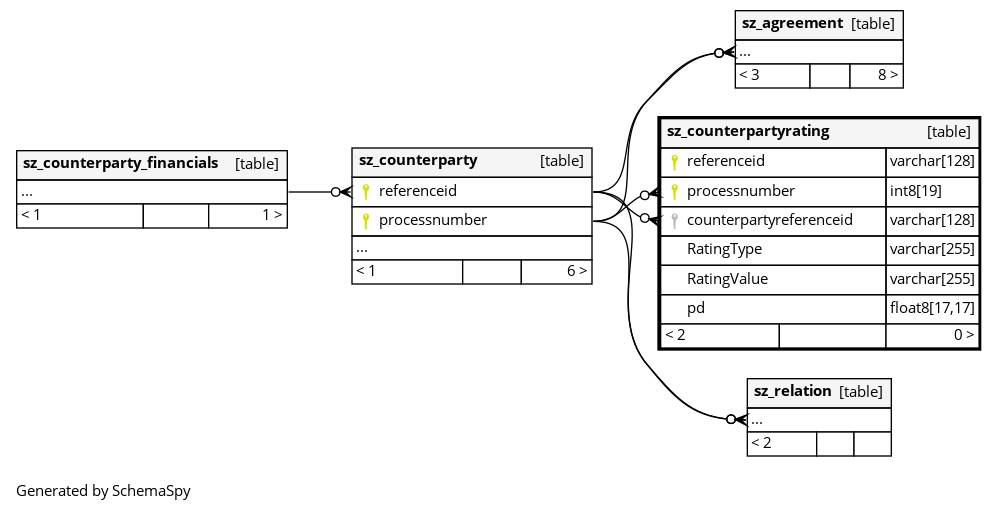 sz_agreement [table]
...
< 3 8 >
sz_counterpartyrating [table]
referenceid varchar[128]
processnumber int8[19]
counterpartyreferenceid varchar[128]
RatingType varchar[255]
RatingValue varchar[255]
pd float8[17,17]
< 2 0 >
sz_counterparty_financials [table]
...
< 1 1 >
sz_counterparty [table]
referenceid
processnumber
...
< 1 6 >
sz_relation [table]
...
< 2
Generated by SchemaSpy